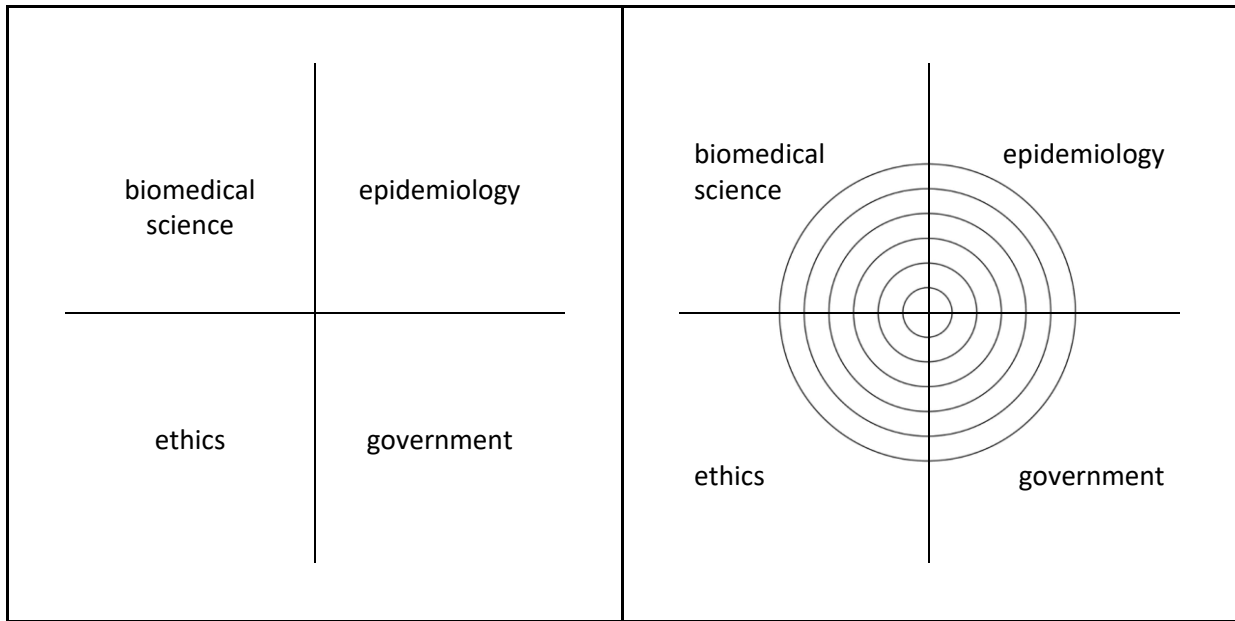 biomedical
science
epidemiology
ethics
government
biomedical
science
epidemiology
ethics
government